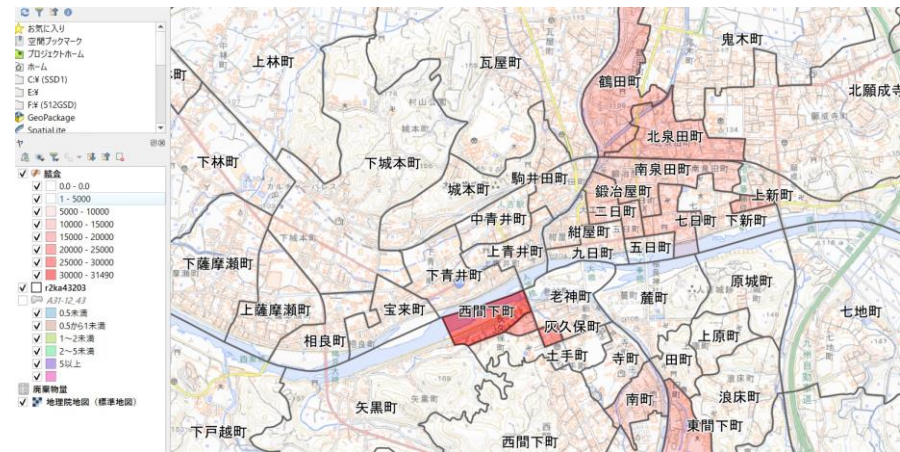 お気に入り
空間ブックマーク
プロジェクトホーム
ホーム
C:¥ (SSD1)
E:¥
F:¥ (512GSD)
GeoPackage
SpatiaLite
0.0 - 0.0
1 - 5000
5000 - 10000
10000 - 15000
15000 - 20000
20000 - 25000
25000 - 30000
30000 - 31490
r2ka43203
A31-12_43
0.5未満
0.5から1未満
1～2未満
2～5未満
5以上
廃棄物量
地理院地図（標準地図）
上林町
瓦屋町
鬼木町
鶴田町
北願成寺
北泉田町
下林町
下城本町
城本町
駒井田町
南泉田町
鍛冶屋町
上新町
二日町
中青井町
七日町
下新町
紺屋町
上青井町
九日町
五日町
下薩摩瀬町
下青井町
原城町
老神町
麓町
上薩摩瀬町
宝来町
西間下町
七地町
灰久保町
相良町
上原町
土手町
寺町
田町
矢黒町
南町
浪床町
東間下町
下戸越町
西間下町